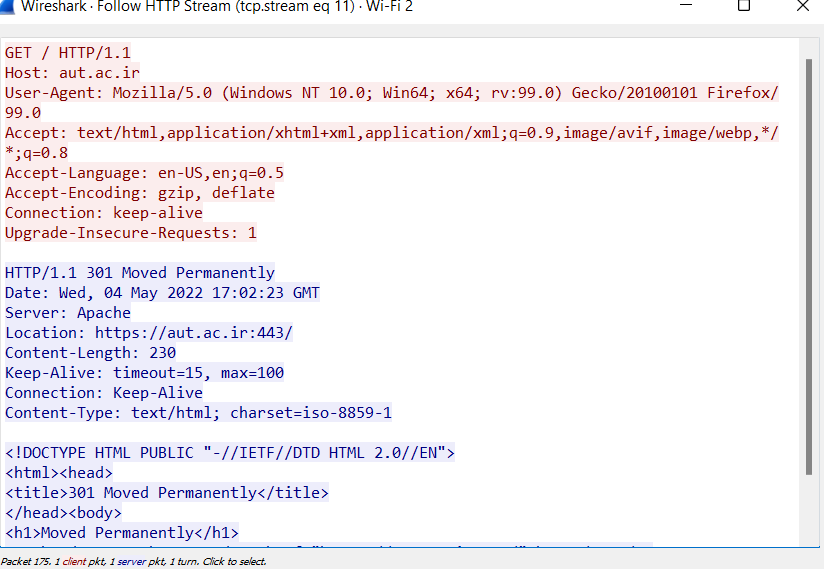 Wireshark · Follow HTTP Stream (tcp.stream eq 11) · Wi-Fi 2
GET / HTTP/1.1
Host: aut.ac.ir
User-Agent: Mozilla/5.0 (Windows NT 10.0; Win64; x64; rv:99.0) Gecko/20100101 Firefox/
99.0
Accept: text/html,application/xhtml+xml,application/xml;q=0.9,image/avif,image/webp,*/
*;q=0.8
Accept-Language: en-US,en;q=0.5
Accept-Encoding: gzip, deflate
Connection: keep-alive
Upgrade-Insecure-Requests: 1
HTTP/1.1 301 Moved Permanently
Date: Wed, 04 May 2022 17:02:23 GMT
Server: Apache
Location: https://aut.ac.ir:443/
Content-Length: 230
Keep-Alive: timeout=15, max=100
Connection: Keep-Alive
Content-Type: text/html; charset=iso-8859-1
<!DOCTYPE HTML PUBLIC "-//IETF//DTD HTML 2.0//EN">
<html><head>
<title>301 Moved Permanently</title>
</head><body>
<h1>Moved Permanently</h1>
Packet 175. 1 client pkt, 1 server pkt, 1 turn. Click to select.